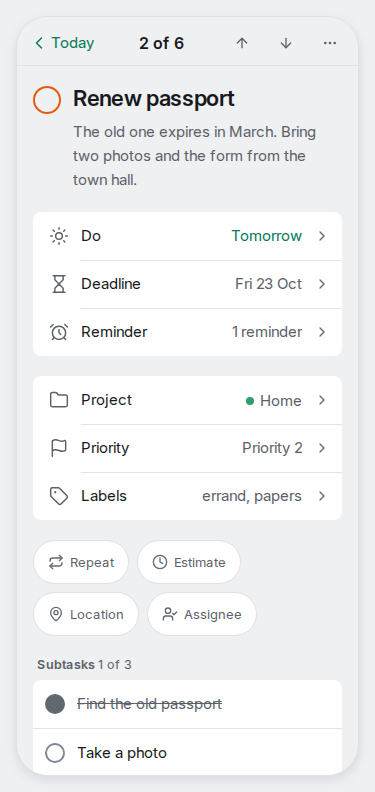 Today
2 of 6
Renew passport
The old one expires in March. Bring
two photos and the form from the
town hall.
Do Tomorrow
Deadline Fri 23 Oct
Reminder 1 reminder
Project Home
Priority Priority 2
Labels errand, papers
Repeat Estimate
Location Assignee
Subtasks 1 of 3
Find the old passport
Take a photo